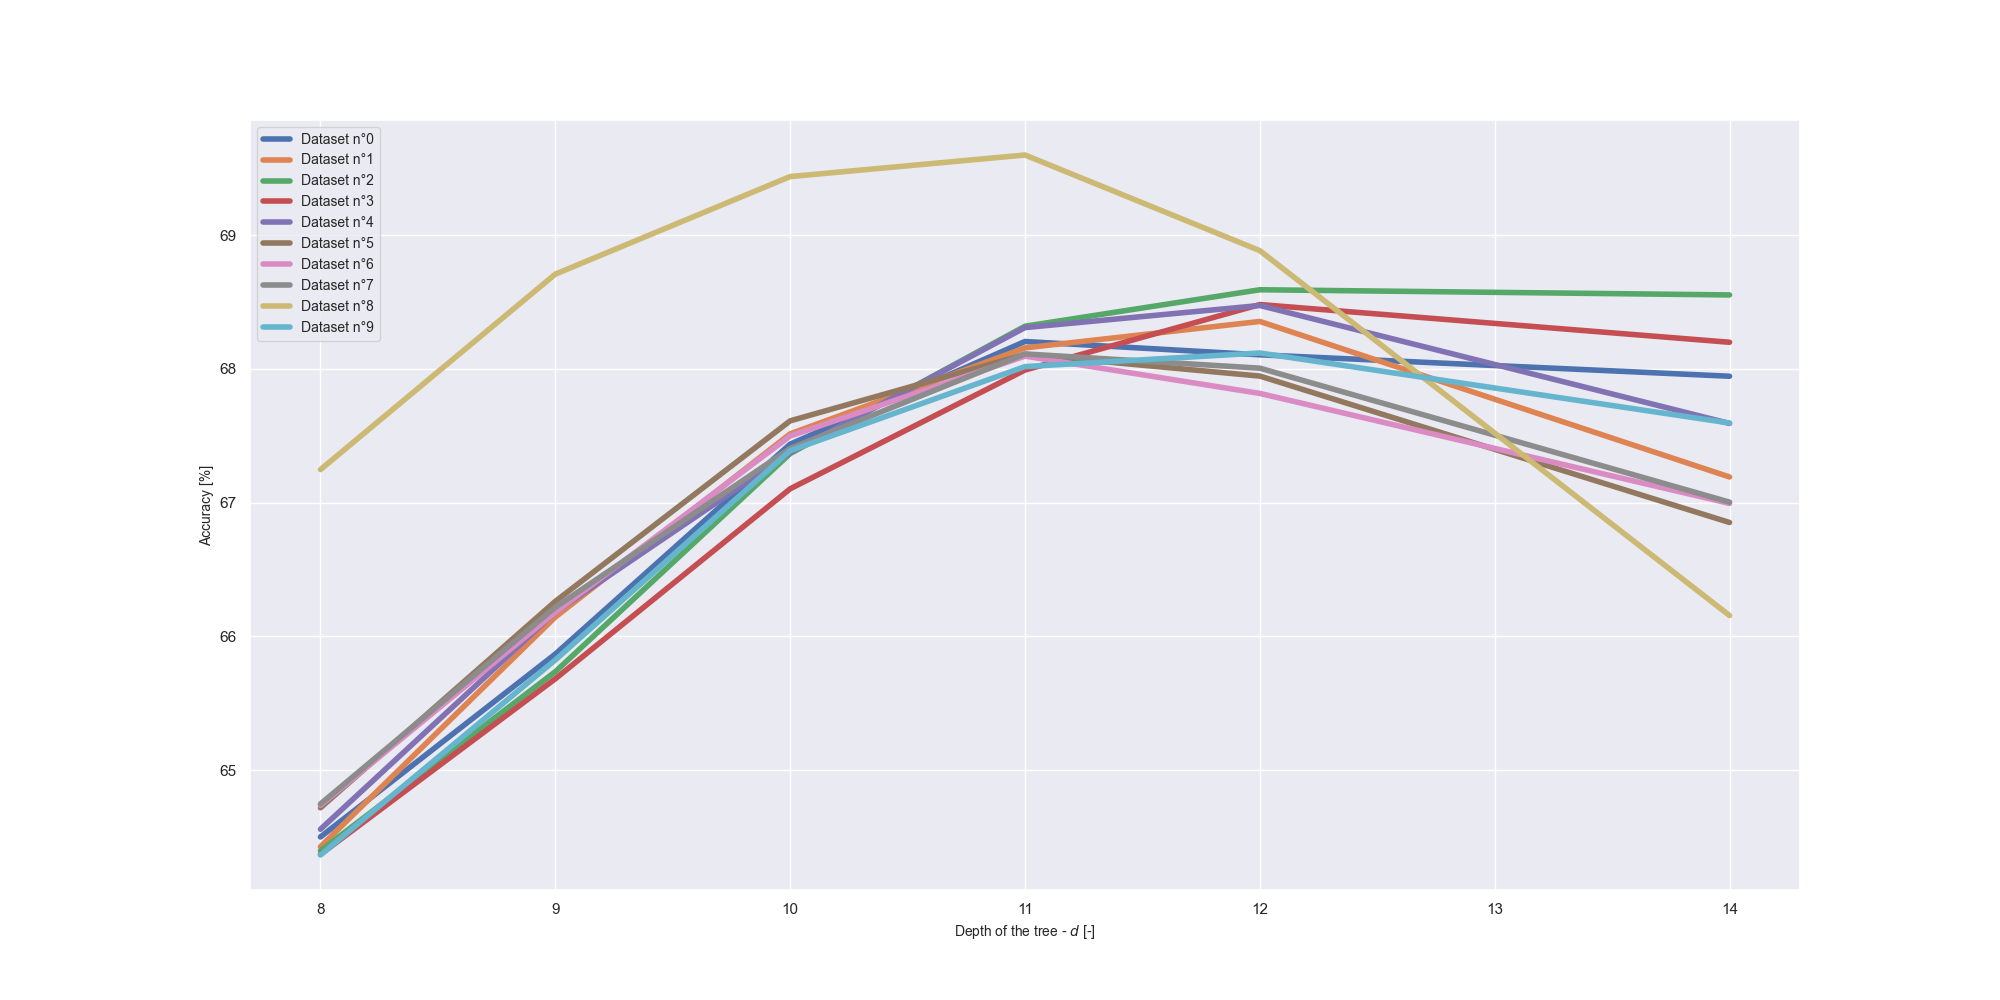 Dataset n°0
Dataset n°1
Dataset n°2
Dataset n°3
Dataset n°4
Dataset n°5
Dataset n°6
Dataset n°7
Dataset n°8
Dataset n°9
69
68
67
66
65
Accuracy [%]
8 9 10 11 12 13 14
Depth of the tree - d [-]